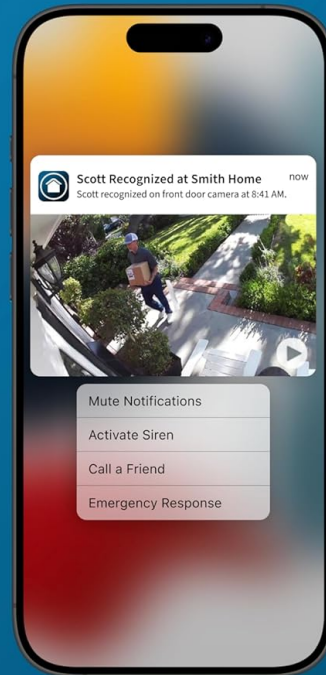 Scott Recognized at Smith Home
now
Scott recognized on front door camera at 8:41 AM.
Mute Notifications
Activate Siren
Call a Friend
Emergency Response